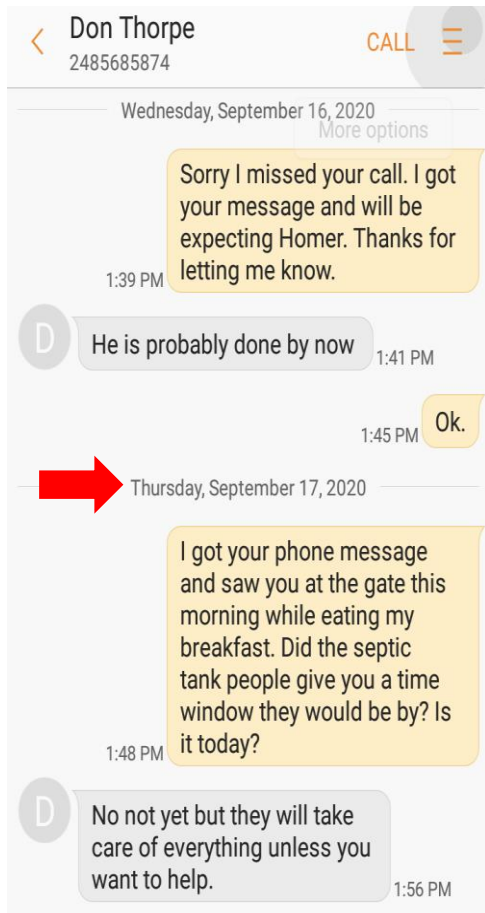 Don Thorpe
2485685874
CALL
Wednesday, September 16, 2020
More options
Sorry I missed your call. I got
your message and will be
expecting Homer. Thanks for
letting me know.
1:39 PM
D
He is probably done by now
1:41 PM
Ok.
1:45 PM
Thursday, September 17, 2020
I got your phone message
and saw you at the gate this
morning while eating my
breakfast. Did the septic
tank people give you a time
window they would be by? Is
it today?
1:48 PM
D
No not yet but they will take
care of everything unless you
want to help.
1:56 PM